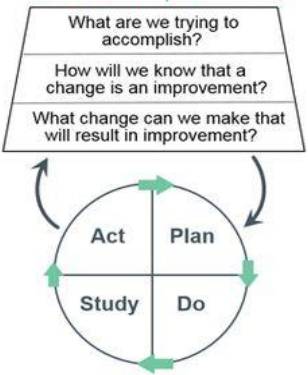 What are we trying to
accomplish?
How will we know that a
change is an improvement?
What change can we make that
will result in improvement?
Act
Plan
Study
Do